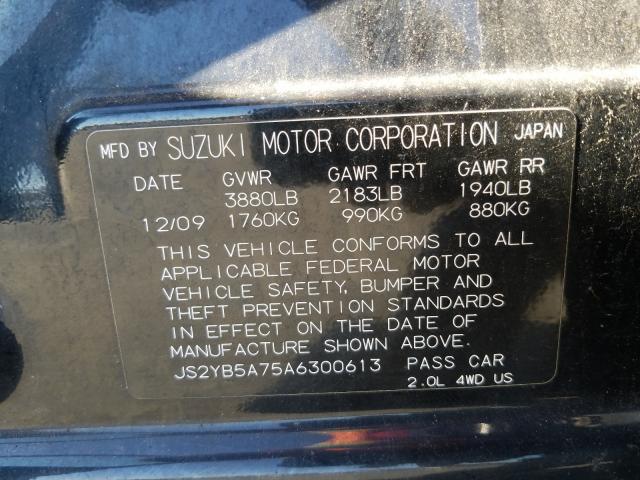 MFD BY SUZUKI MOTOR CORPORATION JAPAN
DATE GVWR GAWR FRT GAWR RR
3880LB 2183LB 1940LB
12/09 1760KG 990KG 880KG
THIS VEHICLE CONFORMS TO ALL
APPLICABLE FEDERAL MOTOR
VEHICLE SAFETY, BUMPER AND
THEFT PREVENTION STANDARDS
IN EFFECT ON THE DATE OF
MANUFACTURE SHOWN ABOVE.
JS2YB5A75A6300613 PASS CAR
2.0L 4WD US